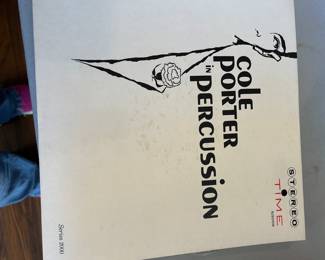 COLE
PORTER
in PERCUSSION
STEREO
TIME
Series 2000